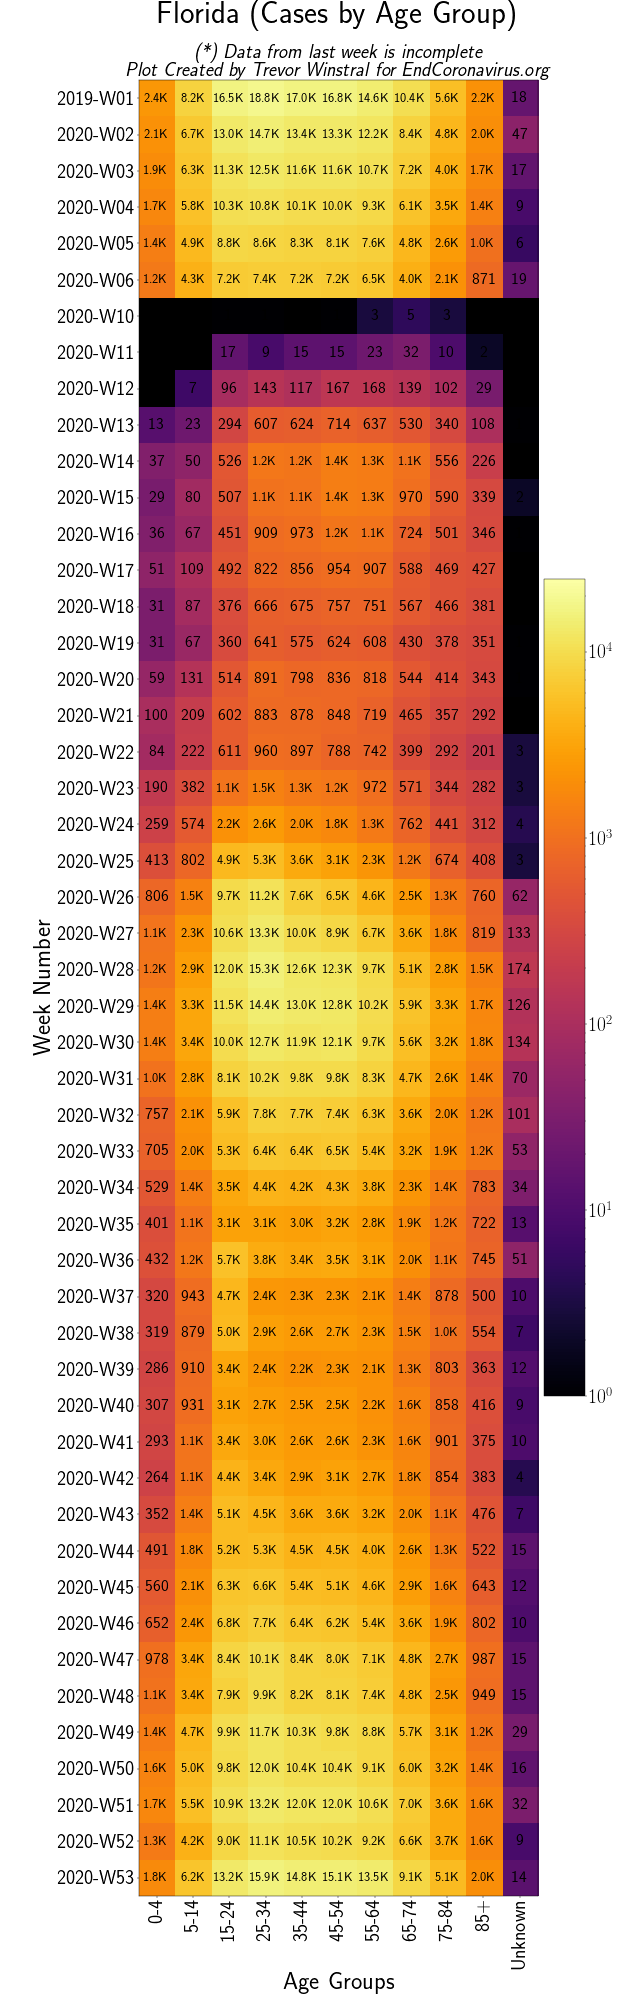 Florida (Cases by Age Group)
(*) Data from last week is incomplete
Plot Created by Trevor Winstral for EndCoronavirus.org
2019-W01 2.4K 8.2K 16.5K 18.8K 17.0K 16.8K 14.6K 10.4K 5.6K 2.2K 18
2020-W02 2.1K 6.7K 13.0K 14.7K 13.4K 13.3K 12.2K 8.4K 4.8K 2.0K 47
2020-W03 1.9K 6.3K 11.3K 12.5K 11.6K 11.6K 10.7K 7.2K 4.0K 1.7K 17
2020-W04 1.7K 5.8K 10.3K 10.8K 10.1K 10.0K 9.3K 6.1K 3.5K 1.4K 9
2020-W05 1.4K 4.9K 8.8K 8.6K 8.3K 8.1K 7.6K 4.8K 2.6K 1.0K 6
2020-W06 1.2K 4.3K 7.2K 7.4K 7.2K 7.2K 6.5K 4.0K 2.1K 871 19
2020-W10 3 5 3
2020-W11 17 9 15 15 23 32 10 2
2020-W12 7 96 143 117 167 168 139 102 29
2020-W13 13 23 294 607 624 714 637 530 340 108
2020-W14 37 50 526 1.2K 1.2K 1.4K 1.3K 1.1K 556 226
2020-W15 29 80 507 1.1K 1.1K 1.4K 1.3K 970 590 339 2
2020-W16 36 67 451 909 973 1.2K 1.1K 724 501 346
2020-W17 51 109 492 822 856 954 907 588 469 427
2020-W18 31 87 376 666 675 757 751 567 466 381
2020-W19 31 67 360 641 575 624 608 430 378 351
2020-W20 59 131 514 891 798 836 818 544 414 343
2020-W21 100 209 602 883 878 848 719 465 357 292
2020-W22 84 222 611 960 897 788 742 399 292 201 3
2020-W23 190 382 1.1K 1.5K 1.3K 1.2K 972 571 344 282 3
2020-W24 259 574 2.2K 2.6K 2.0K 1.8K 1.3K 762 441 312 4
2020-W25 413 802 4.9K 5.3K 3.6K 3.1K 2.3K 1.2K 674 408 3
2020-W26 806 1.5K 9.7K 11.2K 7.6K 6.5K 4.6K 2.5K 1.3K 760 62
2020-W27 1.1K 2.3K 10.6K 13.3K 10.0K 8.9K 6.7K 3.6K 1.8K 819 133
2020-W28 1.2K 2.9K 12.0K 15.3K 12.6K 12.3K 9.7K 5.1K 2.8K 1.5K 174
2020-W29 1.4K 3.3K 11.5K 14.4K 13.0K 12.8K 10.2K 5.9K 3.3K 1.7K 126
2020-W30 1.4K 3.4K 10.0K 12.7K 11.9K 12.1K 9.7K 5.6K 3.2K 1.8K 134
2020-W31 1.0K 2.8K 8.1K 10.2K 9.8K 9.8K 8.3K 4.7K 2.6K 1.4K 70
2020-W32 757 2.1K 5.9K 7.8K 7.7K 7.4K 6.3K 3.6K 2.0K 1.2K 101
2020-W33 705 2.0K 5.3K 6.4K 6.4K 6.5K 5.4K 3.2K 1.9K 1.2K 53
2020-W34 529 1.4K 3.5K 4.4K 4.2K 4.3K 3.8K 2.3K 1.4K 783 34
2020-W35 401 1.1K 3.1K 3.1K 3.0K 3.2K 2.8K 1.9K 1.2K 722 13
2020-W36 432 1.2K 5.7K 3.8K 3.4K 3.5K 3.1K 2.0K 1.1K 745 51
2020-W37 320 943 4.7K 2.4K 2.3K 2.3K 2.1K 1.4K 878 500 10
2020-W38 319 879 5.0K 2.9K 2.6K 2.7K 2.3K 1.5K 1.0K 554 7
2020-W39 286 910 3.4K 2.4K 2.2K 2.3K 2.1K 1.3K 803 363 12
2020-W40 307 931 3.1K 2.7K 2.5K 2.5K 2.2K 1.6K 858 416 9
2020-W41 293 1.1K 3.4K 3.0K 2.6K 2.6K 2.3K 1.6K 901 375 10
2020-W42 264 1.1K 4.4K 3.4K 2.9K 3.1K 2.7K 1.8K 854 383 4
2020-W43 352 1.4K 5.1K 4.5K 3.6K 3.6K 3.2K 2.0K 1.1K 476 7
2020-W44 491 1.8K 5.2K 5.3K 4.5K 4.5K 4.0K 2.6K 1.3K 522 15
2020-W45 560 2.1K 6.3K 6.6K 5.4K 5.1K 4.6K 2.9K 1.6K 643 12
2020-W46 652 2.4K 6.8K 7.7K 6.4K 6.2K 5.4K 3.6K 1.9K 802 10
2020-W47 978 3.4K 8.4K 10.1K 8.4K 8.0K 7.1K 4.8K 2.7K 987 15
2020-W48 1.1K 3.4K 7.9K 9.9K 8.2K 8.1K 7.4K 4.8K 2.5K 949 15
2020-W49 1.4K 4.7K 9.9K 11.7K 10.3K 9.8K 8.8K 5.7K 3.1K 1.2K 29
2020-W50 1.6K 5.0K 9.8K 12.0K 10.4K 10.4K 9.1K 6.0K 3.2K 1.4K 16
2020-W51 1.7K 5.5K 10.9K 13.2K 12.0K 12.0K 10.6K 7.0K 3.6K 1.6K 32
2020-W52 1.3K 4.2K 9.0K 11.1K 10.5K 10.2K 9.2K 6.6K 3.7K 1.6K 9
2020-W53 1.8K 6.2K 13.2K 15.9K 14.8K 15.1K 13.5K 9.1K 5.1K 2.0K 14
0-4 5-14 15-24 25-34 35-44 45-54 55-64 65-74 75-84 85+ Unknown
Age Groups
Week Number
10⁴
10³
10²
10¹
10⁰